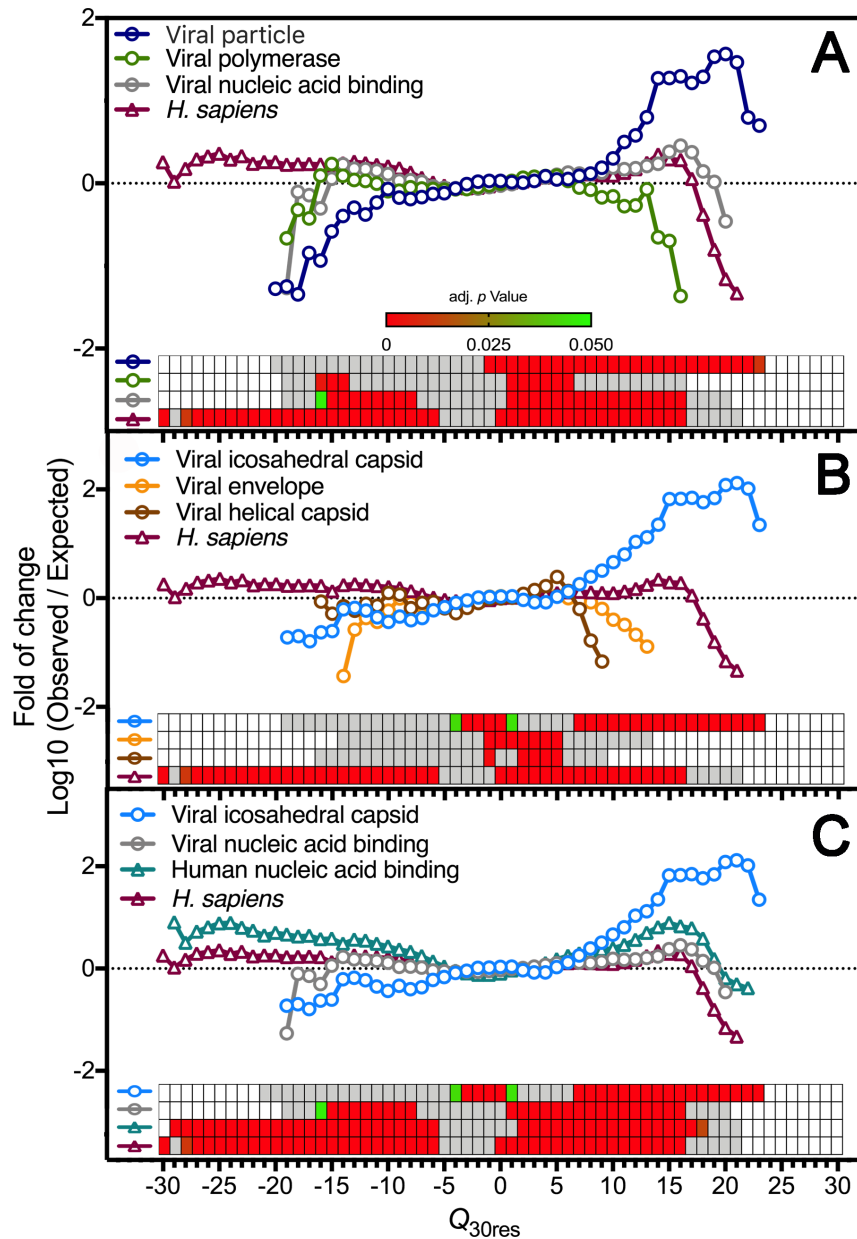 A
Viral particle
Viral polymerase
Viral nucleic acid binding
H. sapiens
2
0
-2
adj. p Value
0
0.025
0.050
B
Viral icosahedral capsid
Viral envelope
Viral helical capsid
H. sapiens
2
0
-2
Fold of change
Log10 (Observed / Expected)
C
Viral icosahedral capsid
Viral nucleic acid binding
Human nucleic acid binding
H. sapiens
2
0
-2
-30 -25 -20 -15 -10 -5 0 5 10 15 20 25 30
Q30res